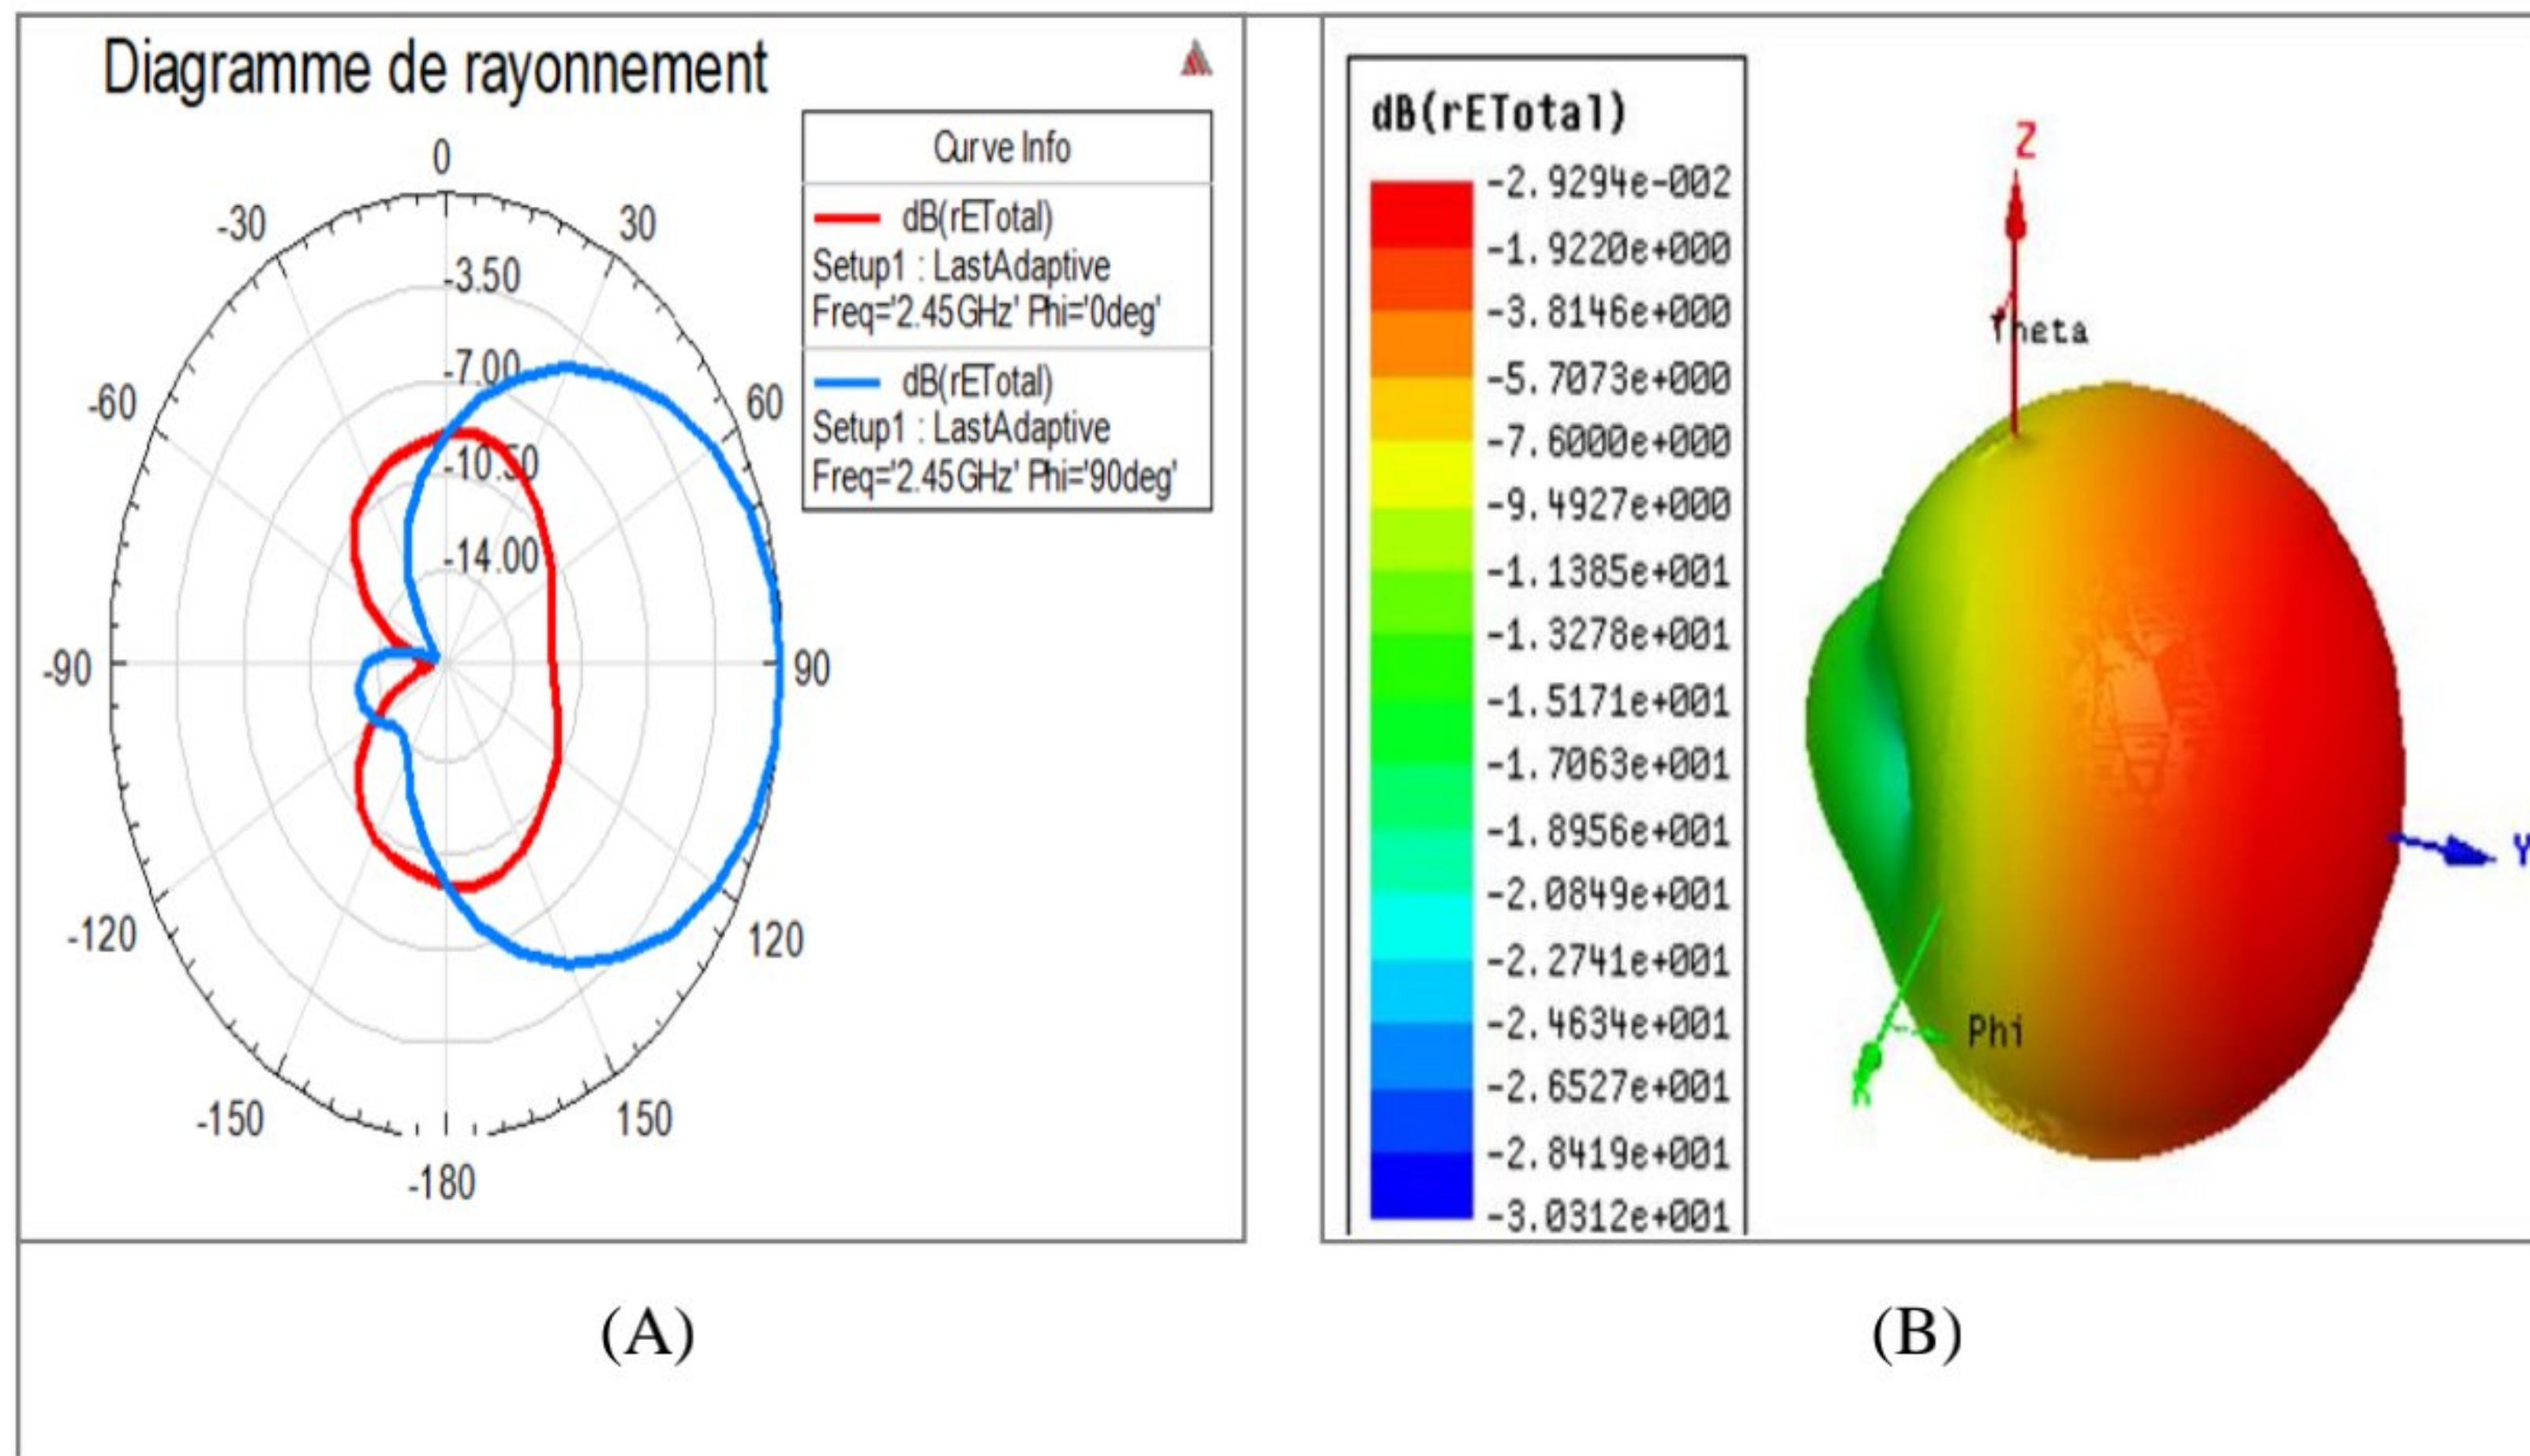 Diagramme de rayonnement
Curve Info
dB(rETotal)
Setup1 : LastAdaptive
Freq='2.45GHz' Phi='0deg'
dB(rETotal)
Setup1 : LastAdaptive
Freq='2.45GHz' Phi='90deg'
0
-30
30
-3.50
-60
-7.00
60
-10.50
-14.00
-90
90
-120
120
-150
150
-180
dB(rETotal)
-2.9294e-002
-1.9220e+000
-3.8146e+000
-5.7073e+000
-7.6000e+000
-9.4927e+000
-1.1385e+001
-1.3278e+001
-1.5171e+001
-1.7063e+001
-1.8956e+001
-2.0849e+001
-2.2741e+001
-2.4634e+001
-2.6527e+001
-2.8419e+001
-3.0312e+001
Z
Theta
Y
Phi
(A)
(B)